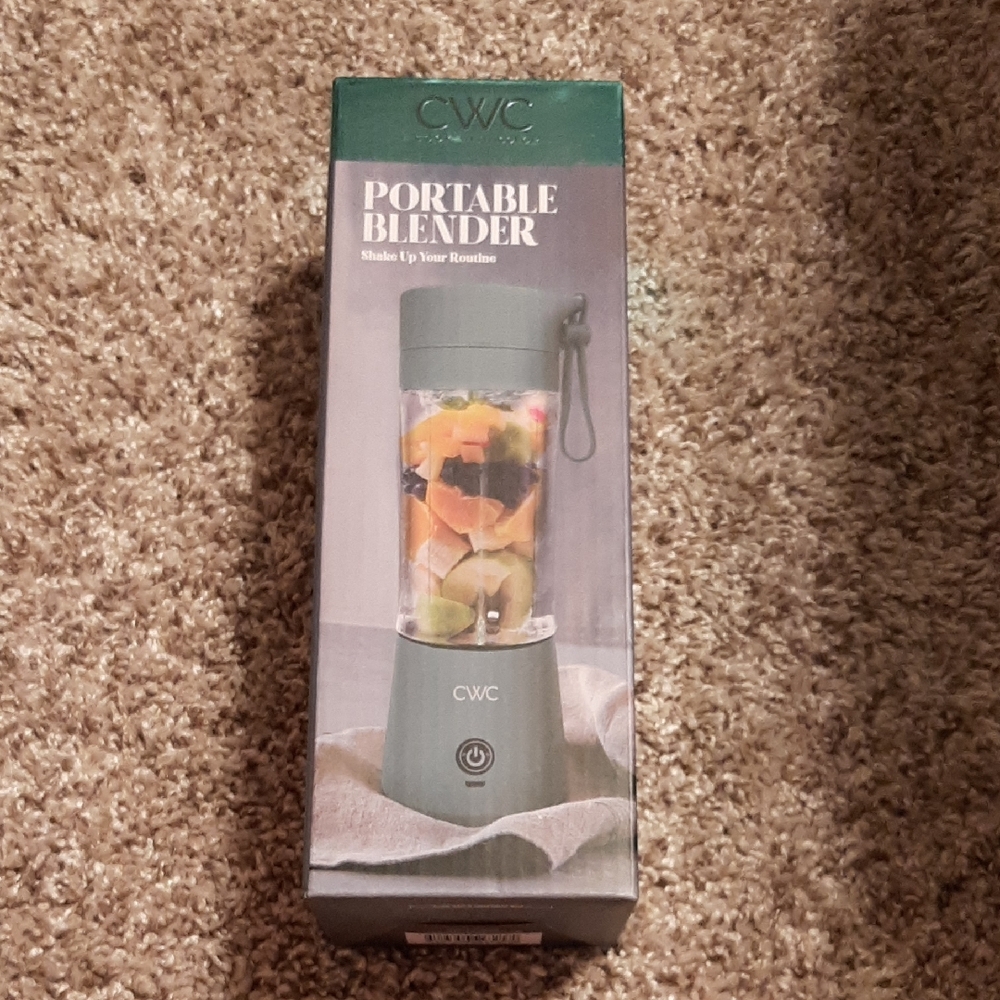 CWC
PORTABLE
BLENDER
Shake Up Your Routine
CWC